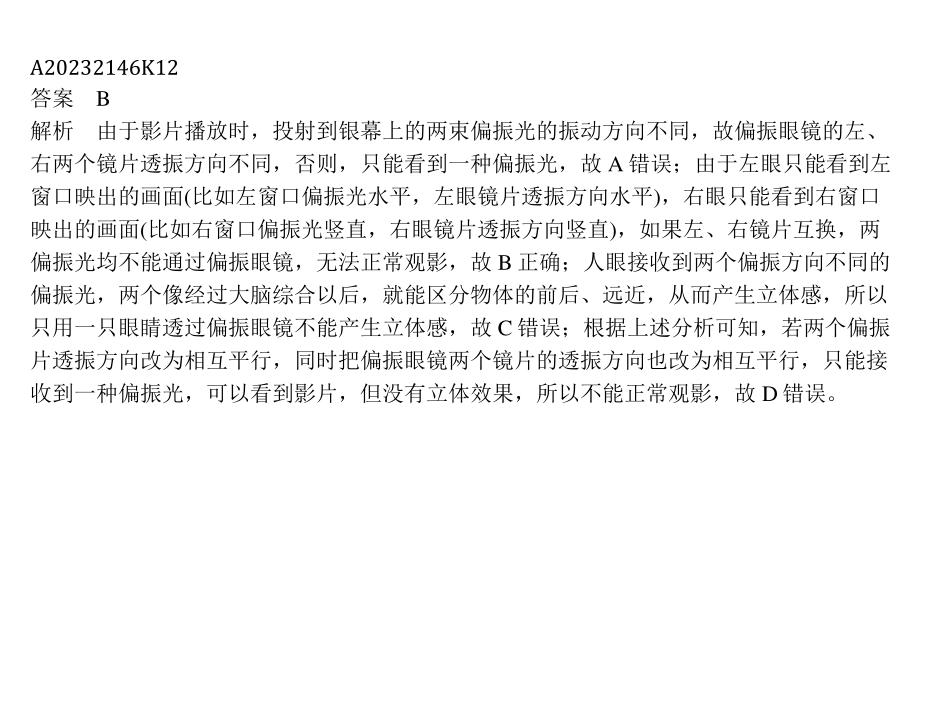 A20232146K12
答案　B
解析　由于影片播放时，投射到银幕上的两束偏振光的振动方向不同，故偏振眼镜的左、
右两个镜片透振方向不同，否则，只能看到一种偏振光，故 A 错误；由于左眼只能看到左
窗口映出的画面(比如左窗口偏振光水平，左眼镜片透振方向水平)，右眼只能看到右窗口
映出的画面(比如右窗口偏振光竖直，右眼镜片透振方向竖直)，如果左、右镜片互换，两
偏振光均不能通过偏振眼镜，无法正常观影，故 B 正确；人眼接收到两个偏振方向不同的
偏振光，两个像经过大脑综合以后，就能区分物体的前后、远近，从而产生立体感，所以
只用一只眼睛透过偏振眼镜不能产生立体感，故 C 错误；根据上述分析可知，若两个偏振
片透振方向改为相互平行，同时把偏振眼镜两个镜片的透振方向也改为相互平行，只能接
收到一种偏振光，可以看到影片，但没有立体效果，所以不能正常观影，故 D 错误。